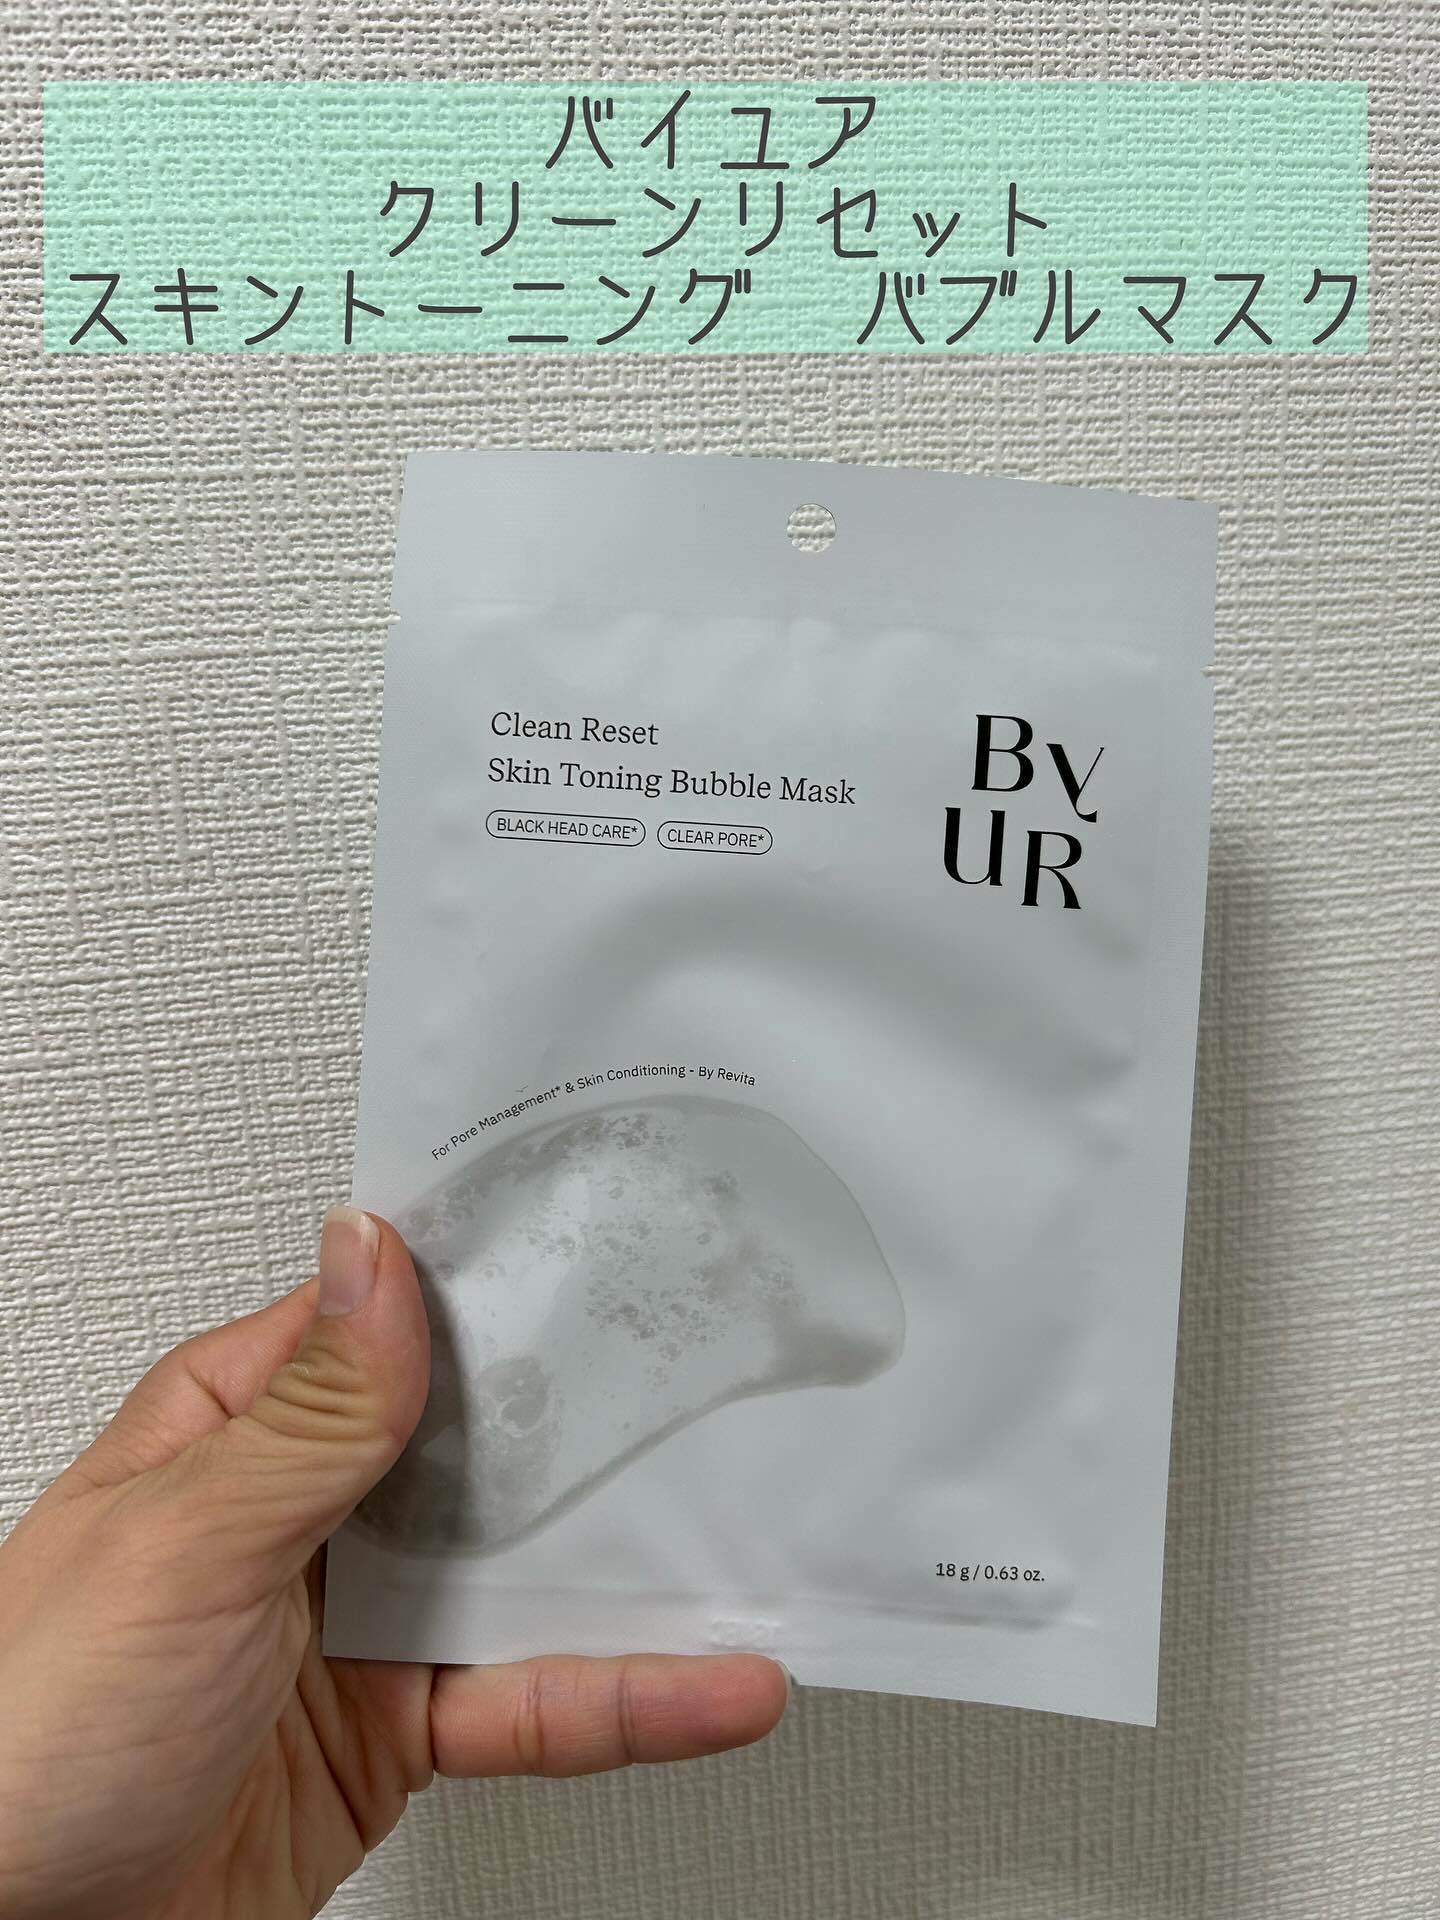 バイユア
クリーンリセット
スキントーニング　バブルマスク
Clean Reset
Skin Toning Bubble Mask
BLACK HEAD CARE* CLEAR PORE*
By
UR
For Pore Management* & Skin Conditioning - By Revita
18 g / 0.63 oz.